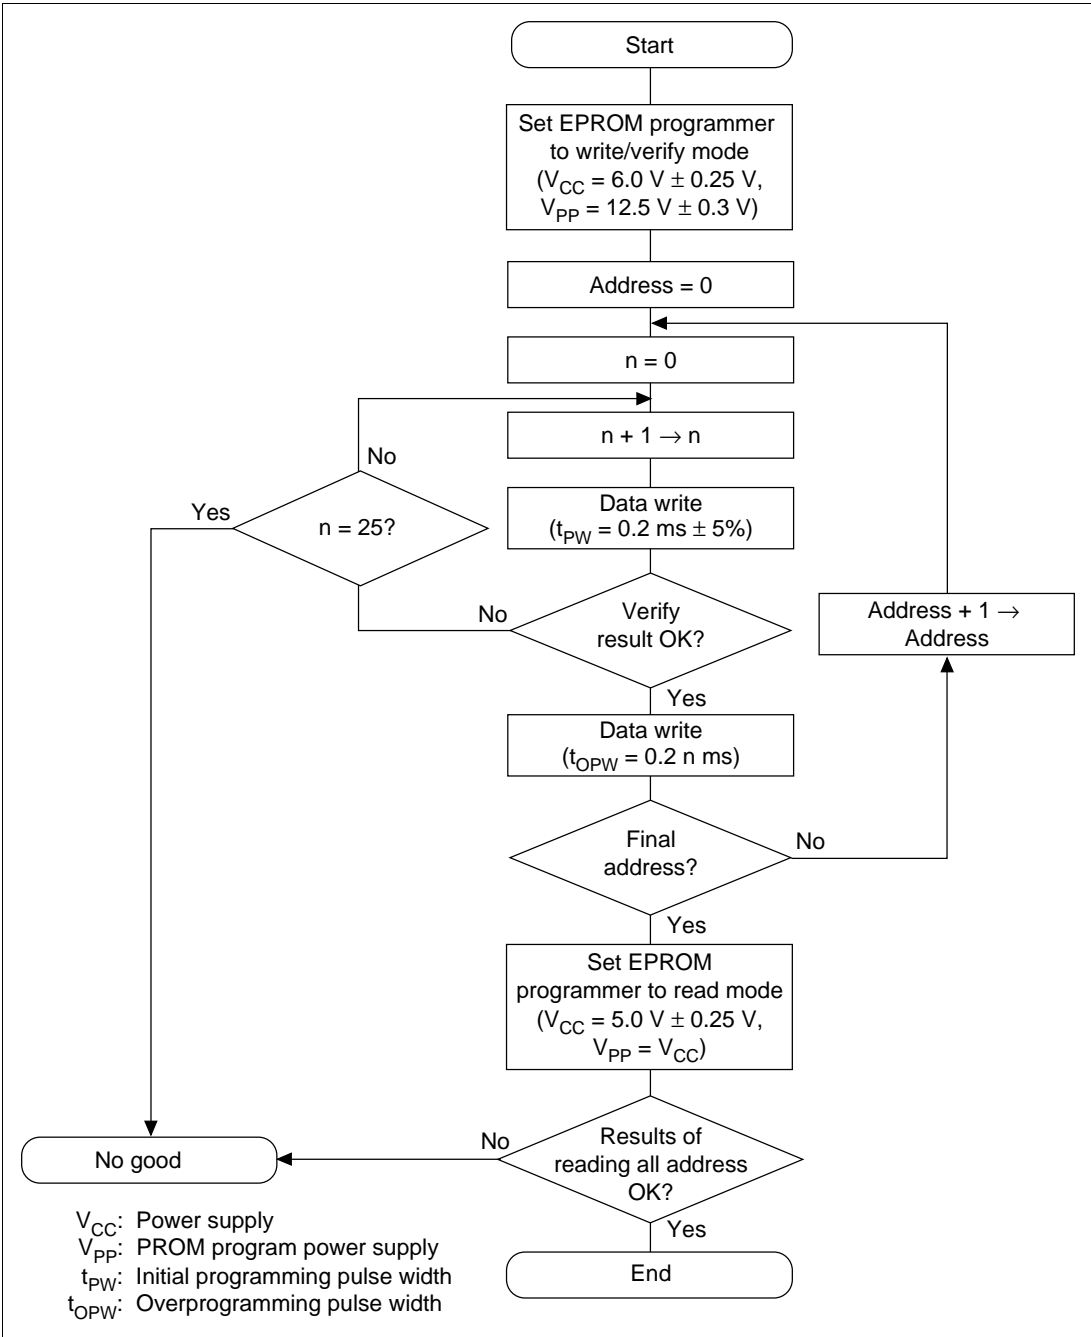 Start
Set EPROM programmer
to write/verify mode
(VCC = 6.0 V ± 0.25 V,
VPP = 12.5 V ± 0.3 V)
Address = 0
n = 0
n + 1 → n
No
Yes
n = 25?
Data write
(tPW = 0.2 ms ± 5%)
No
Verify
result OK?
Address + 1 →
Address
Yes
Data write
(tOPW = 0.2 n ms)
Final
address?
No
Yes
Set EPROM
programmer to read mode
(VCC = 5.0 V ± 0.25 V,
VPP = VCC)
No good
No
Results of
reading all address
OK?
Yes
End
VCC: Power supply
VPP: PROM program power supply
tPW: Initial programming pulse width
tOPW: Overprogramming pulse width